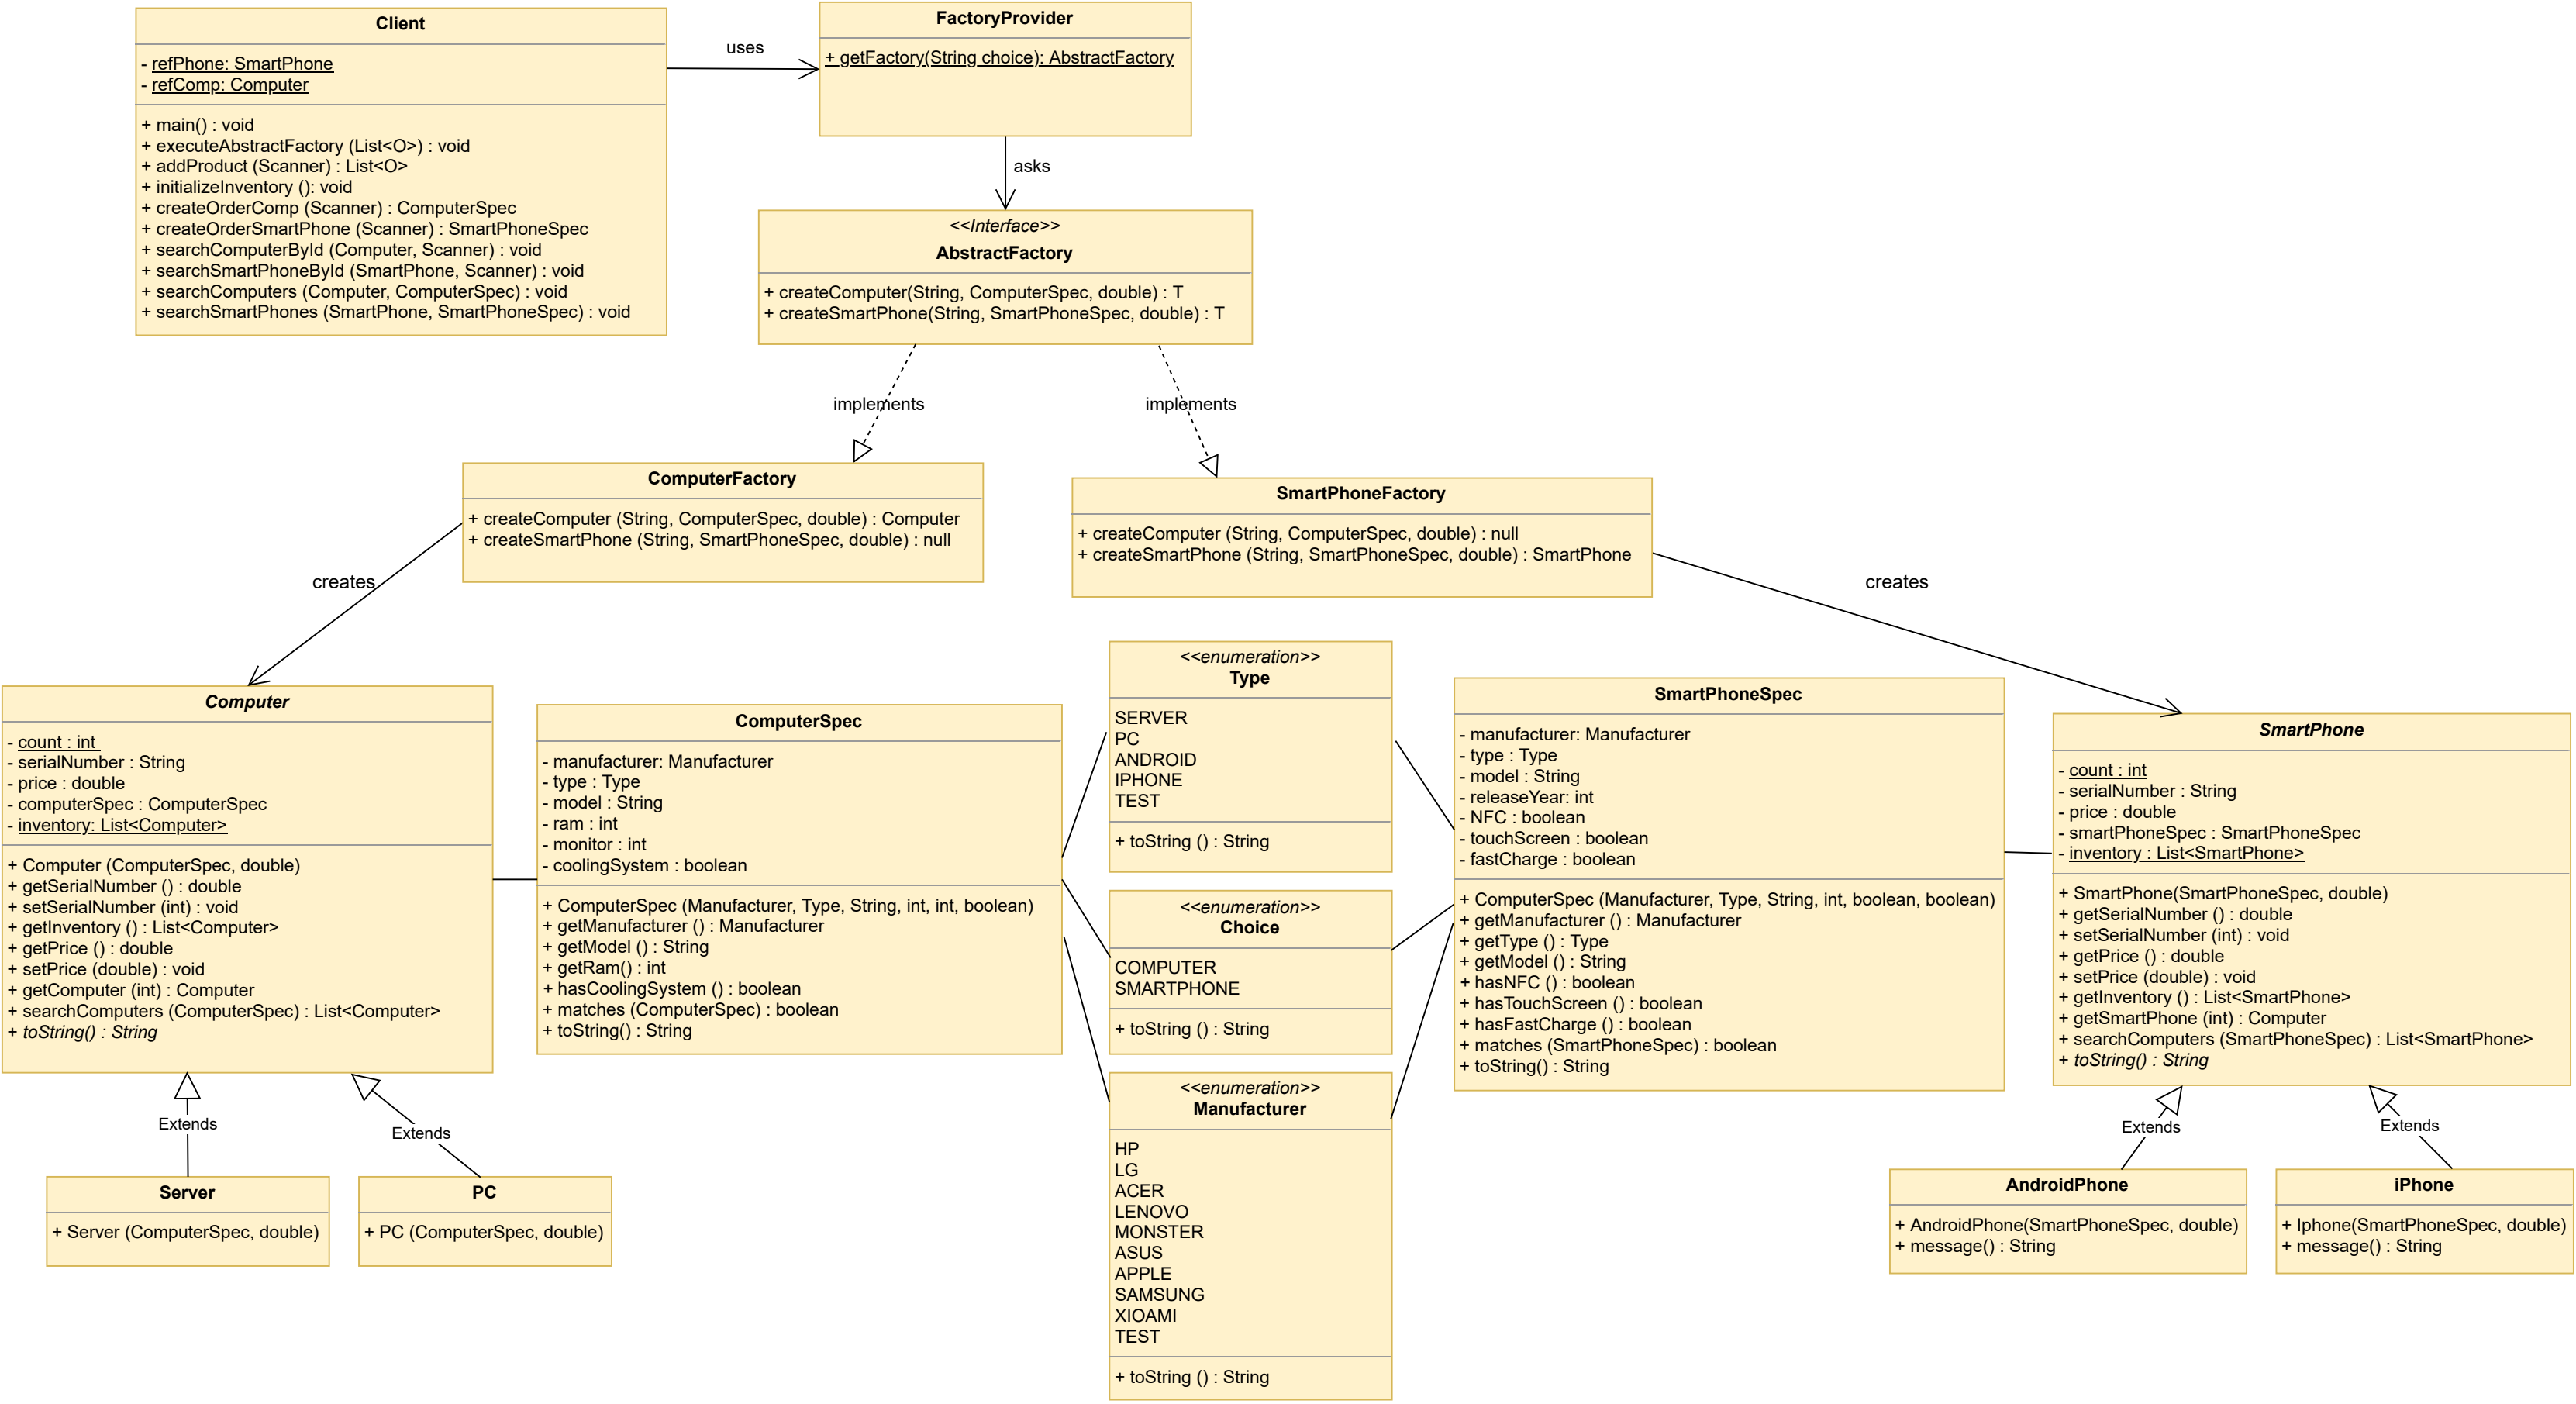 Client
- refPhone: SmartPhone
- refComp: Computer
+ main() : void
+ executeAbstractFactory (List<O>) : void
+ addProduct (Scanner) : List<O>
+ initializeInventory (): void
+ createOrderComp (Scanner) : ComputerSpec
+ createOrderSmartPhone (Scanner) : SmartPhoneSpec
+ searchComputerById (Computer, Scanner) : void
+ searchSmartPhoneById (SmartPhone, Scanner) : void
+ searchComputers (Computer, ComputerSpec) : void
+ searchSmartPhones (SmartPhone, SmartPhoneSpec) : void
uses
FactoryProvider
+ getFactory(String choice): AbstractFactory
asks
<<Interface>>
AbstractFactory
+ createComputer(String, ComputerSpec, double) : T
+ createSmartPhone(String, SmartPhoneSpec, double) : T
implements
implements
ComputerFactory
+ createComputer (String, ComputerSpec, double) : Computer
+ createSmartPhone (String, SmartPhoneSpec, double) : null
SmartPhoneFactory
+ createComputer (String, ComputerSpec, double) : null
+ createSmartPhone (String, SmartPhoneSpec, double) : SmartPhone
creates
creates
Computer
- count : int
- serialNumber : String
- price : double
- computerSpec : ComputerSpec
- inventory: List<Computer>
+ Computer (ComputerSpec, double)
+ getSerialNumber () : double
+ setSerialNumber (int) : void
+ getInventory () : List<Computer>
+ getPrice () : double
+ setPrice (double) : void
+ getComputer (int) : Computer
+ searchComputers (ComputerSpec) : List<Computer>
+ toString() : String
ComputerSpec
- manufacturer: Manufacturer
- type : Type
- model : String
- ram : int
- monitor : int
- coolingSystem : boolean
+ ComputerSpec (Manufacturer, Type, String, int, int, boolean)
+ getManufacturer () : Manufacturer
+ getModel () : String
+ getRam() : int
+ hasCoolingSystem () : boolean
+ matches (ComputerSpec) : boolean
+ toString() : String
<<enumeration>>
Type
SERVER
PC
ANDROID
IPHONE
TEST
+ toString () : String
<<enumeration>>
Choice
COMPUTER
SMARTPHONE
+ toString () : String
<<enumeration>>
Manufacturer
HP
LG
ACER
LENOVO
MONSTER
ASUS
APPLE
SAMSUNG
XIOAMI
TEST
+ toString () : String
SmartPhoneSpec
- manufacturer: Manufacturer
- type : Type
- model : String
- releaseYear: int
- NFC : boolean
- touchScreen : boolean
- fastCharge : boolean
+ ComputerSpec (Manufacturer, Type, String, int, boolean, boolean)
+ getManufacturer () : Manufacturer
+ getType () : Type
+ getModel () : String
+ hasNFC () : boolean
+ hasTouchScreen () : boolean
+ hasFastCharge () : boolean
+ matches (SmartPhoneSpec) : boolean
+ toString() : String
SmartPhone
- count : int
- serialNumber : String
- price : double
- smartPhoneSpec : SmartPhoneSpec
- inventory : List<SmartPhone>
+ SmartPhone(SmartPhoneSpec, double)
+ getSerialNumber () : double
+ setSerialNumber (int) : void
+ getPrice () : double
+ setPrice (double) : void
+ getInventory () : List<SmartPhone>
+ getSmartPhone (int) : Computer
+ searchComputers (SmartPhoneSpec) : List<SmartPhone>
+ toString() : String
Extends
Extends
Extends
Extends
Server
+ Server (ComputerSpec, double)
PC
+ PC (ComputerSpec, double)
AndroidPhone
+ AndroidPhone(SmartPhoneSpec, double)
+ message() : String
iPhone
+ Iphone(SmartPhoneSpec, double)
+ message() : String